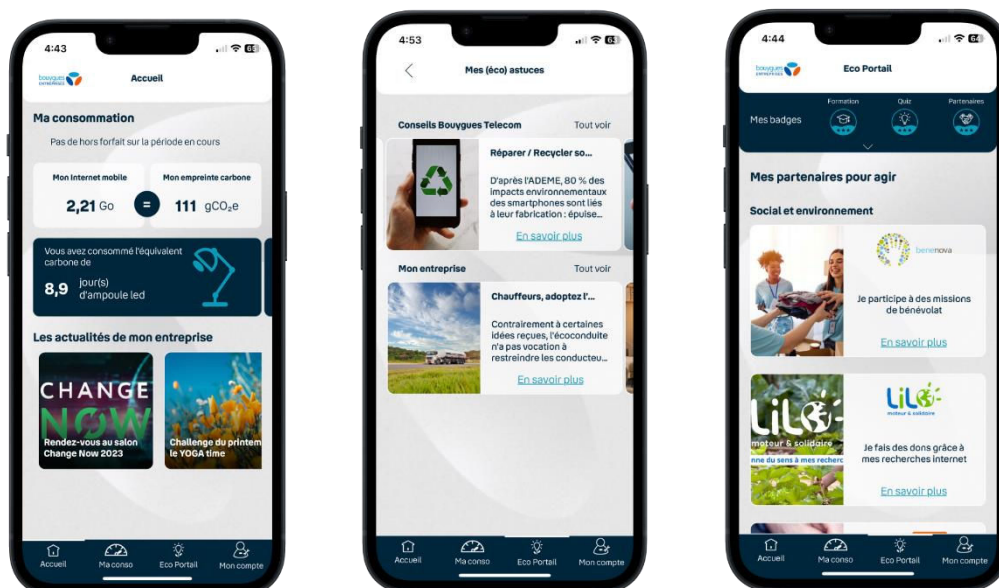 4:43
63
bouygues
ENTREPRISES
Accueil
Ma consommation
Pas de hors forfait sur la période en cours
Mon Internet mobile
Mon empreinte carbone
2,21 Go
=
111 gCO₂e
Vous avez consommé l'équivalent
carbone de
8,9 jour(s)
d'ampoule led
Les actualités de mon entreprise
CHANGE
NOW
Rendez-vous au salon
Change Now 2023
Challenge du printem
le YOGA time
Accueil
Ma conso
Eco Portail
Mon compte
4:53
63
Mes (éco) astuces
Conseils Bouygues Telecom
Tout voir
Réparer / Recycler so...
D'après l'ADEME, 80 % des
impacts environnementaux
des smartphones sont liés
à leur fabrication : épuise...
En savoir plus
Mon entreprise
Tout voir
Chauffeurs, adoptez l'...
Contrairement à certaines
idées reçues, l'écoconduite
n'a pas vocation à
restreindre les conducteu...
En savoir plus
Accueil
Ma conso
Eco Portail
Mon compte
4:44
64
bouygues
ENTREPRISES
Eco Portail
Mes badges
Formation
Quiz
Partenaires
Mes partenaires pour agir
Social et environnement
benenova
Je participe à des missions
de bénévolat
En savoir plus
LiLO
moteur & solidaire
nne du sens à mes recherc
LiLO
moteur & solidaire
Je fais des dons grâce à
mes recherches internet
En savoir plus
Accueil
Ma conso
Eco Portail
Mon compte